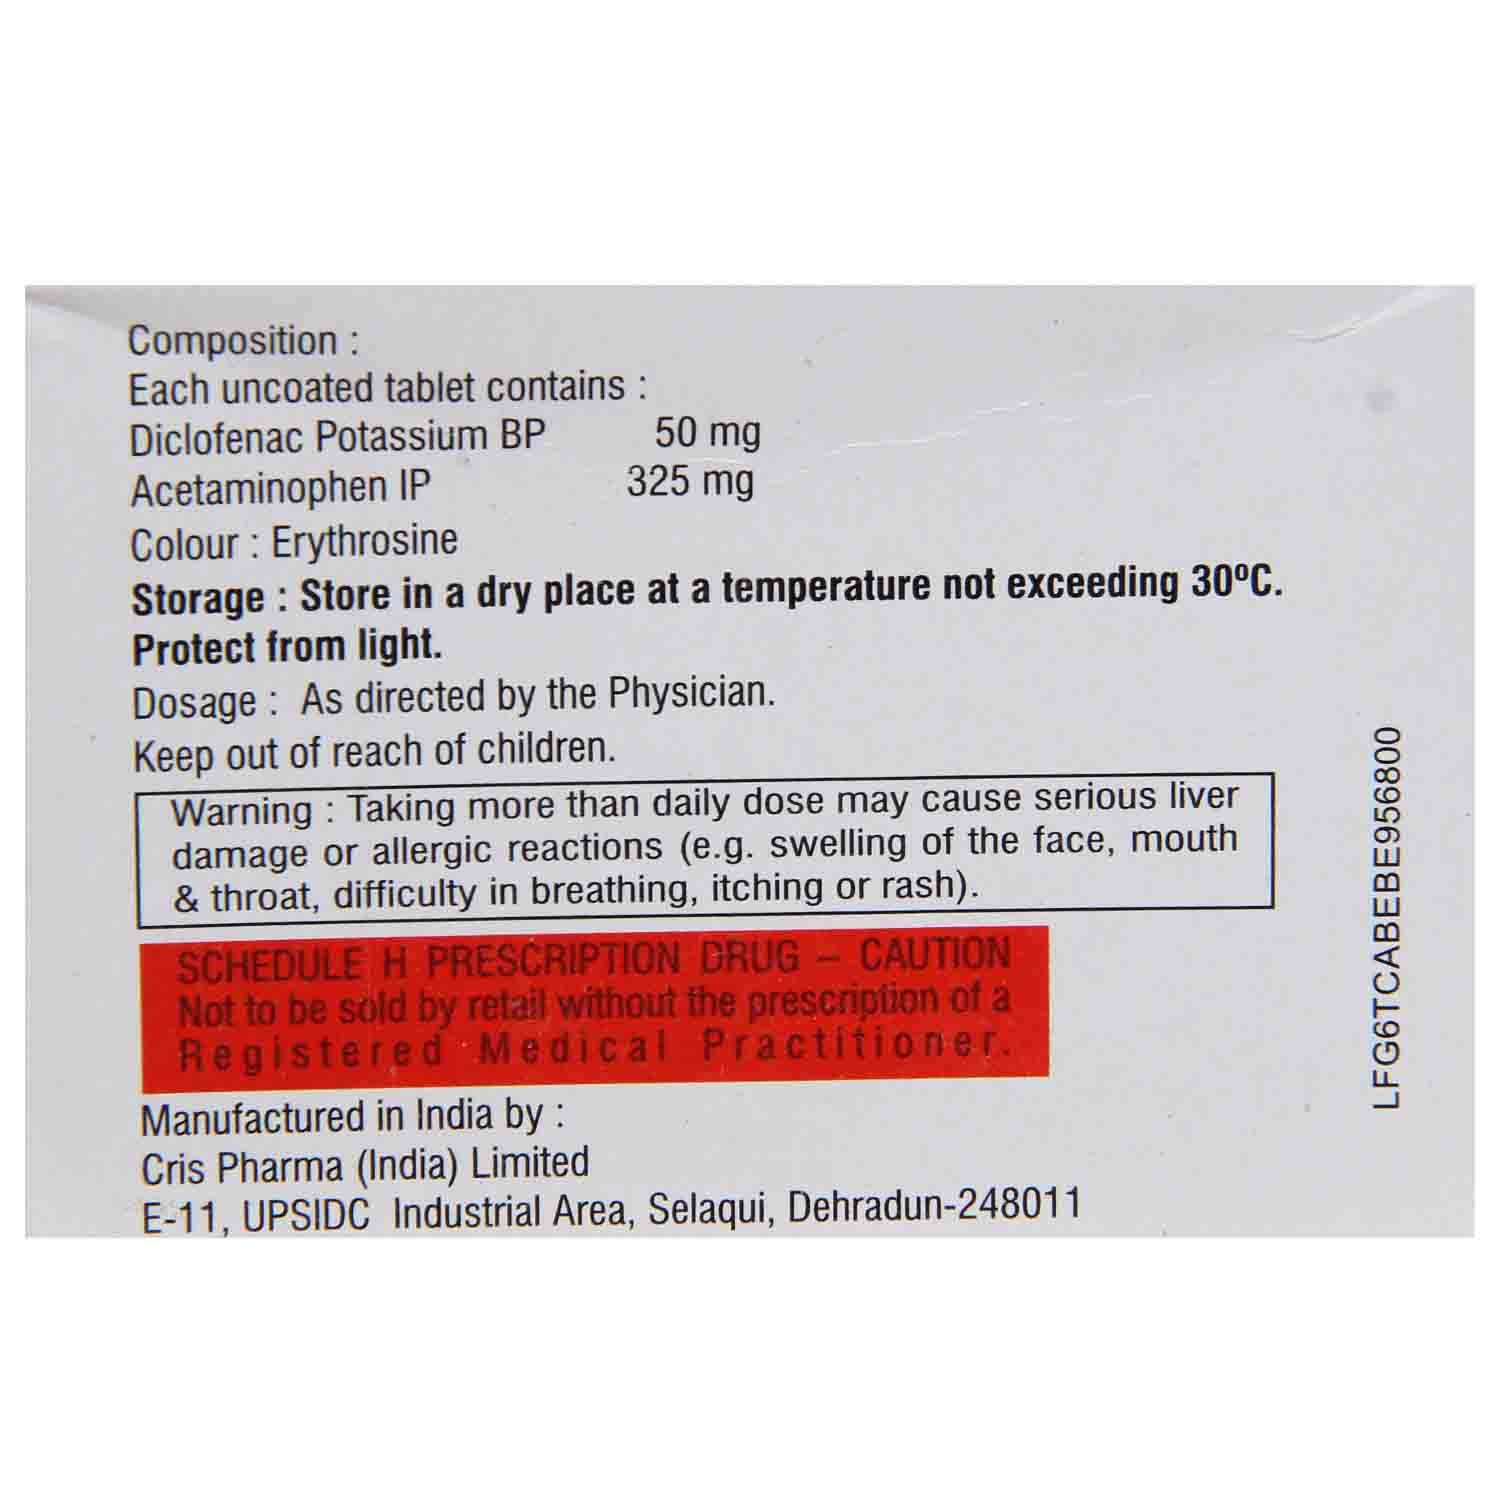 Composition :
Each uncoated tablet contains :
Diclofenac Potassium BP 50 mg
Acetaminophen IP 325 mg
Colour : Erythrosine
Storage : Store in a dry place at a temperature not exceeding 30ºC.
Protect from light.
Dosage : As directed by the Physician.
Keep out of reach of children.
Warning : Taking more than daily dose may cause serious liver
damage or allergic reactions (e.g. swelling of the face, mouth
& throat, difficulty in breathing, itching or rash).
SCHEDULE H PRESCRIPTION DRUG – CAUTION
Not to be sold by retail without the prescription of a
Registered Medical Practitioner.
Manufactured in India by :
Cris Pharma (India) Limited
E-11, UPSIDC Industrial Area, Selaqui, Dehradun-248011
LFG6TCABEBE956800